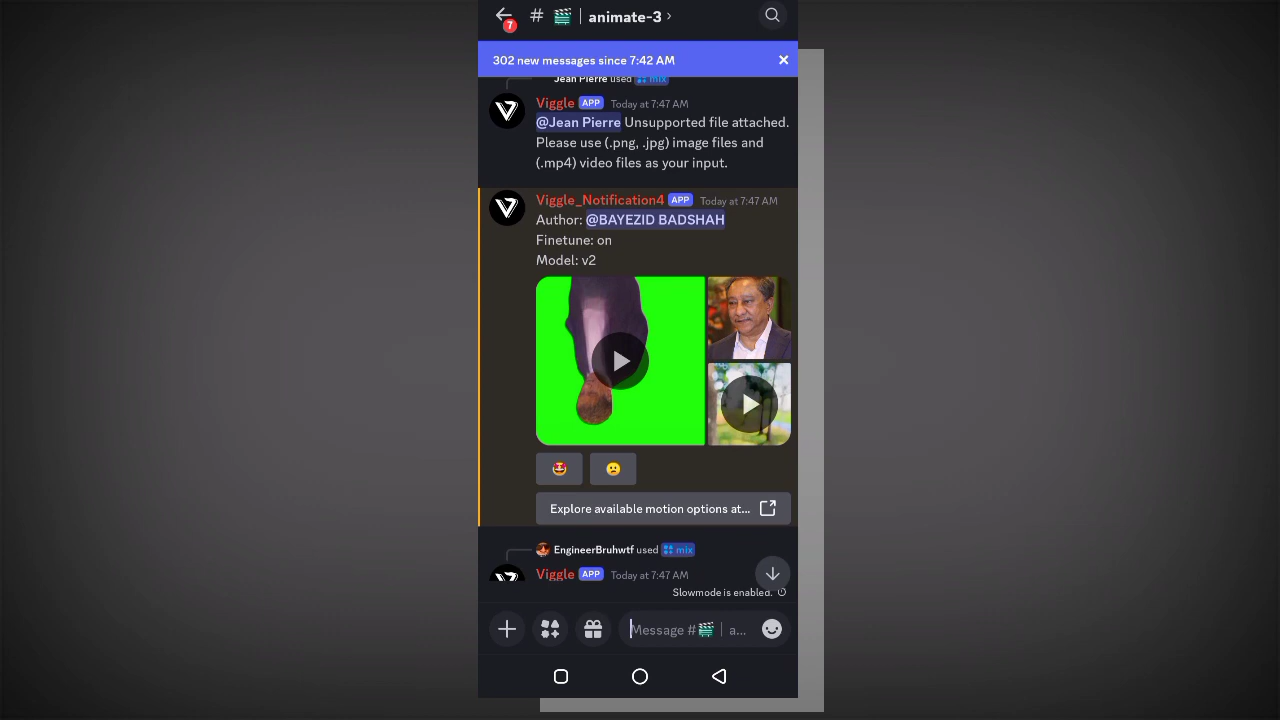 # 🎬 | animate-3 ›
7
302 new messages since 7:42 AM
Jean Pierre used mix
Viggle APP Today at 7:47 AM
@Jean Pierre Unsupported file attached.
Please use (.png, .jpg) image files and
(.mp4) video files as your input.
Viggle_Notification4 APP Today at 7:47 AM
Author: @BAYEZID BADSHAH
Finetune: on
Model: v2
Explore available motion options at...
EngineerBruhwtf used mix
Viggle APP Today at 7:47 AM
Slowmode is enabled.
Message #🎬 | a...